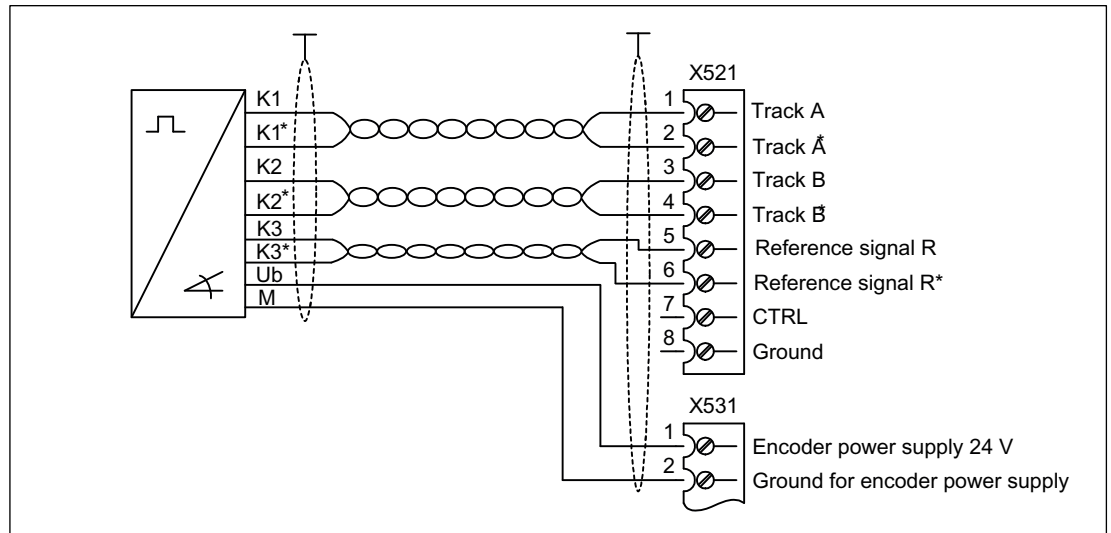 K1
K1*
K2
K2*
K3
K3*
Ub
M
X521
1 Track A
2 Track A*
3 Track B
4 Track B*
5 Reference signal R
6 Reference signal R*
7 CTRL
8 Ground
X531
1 Encoder power supply 24 V
2 Ground for encoder power supply